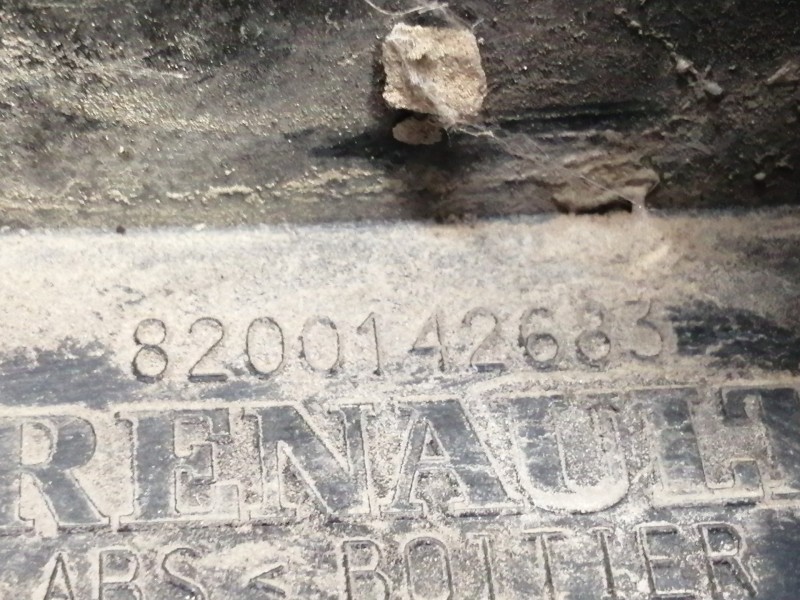 8200142683
RENAULT
ABS < BOITIER